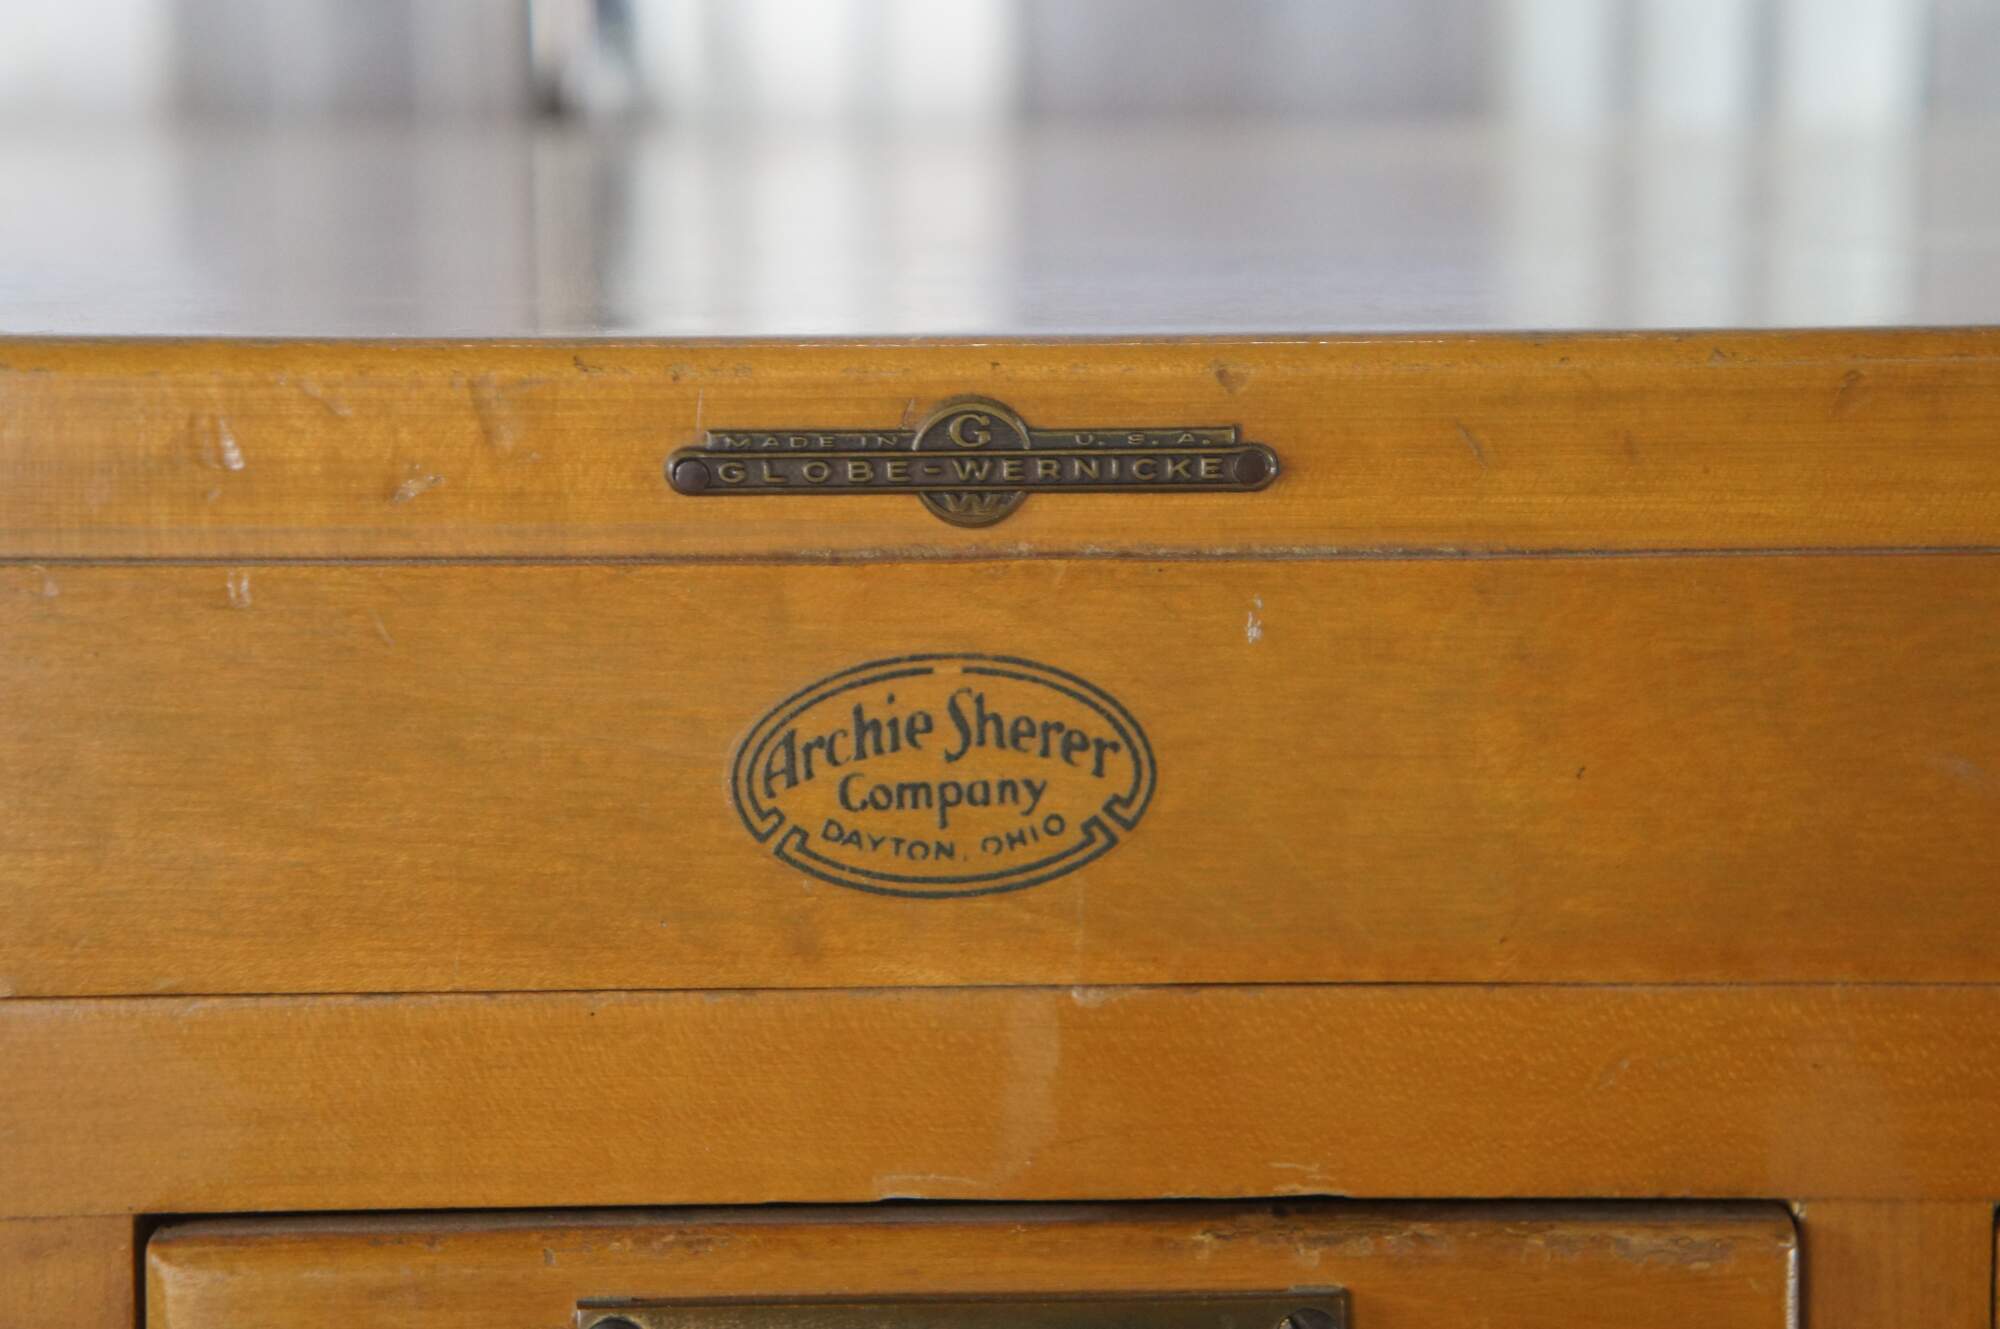 G
MADE IN U. S. A.
GLOBE-WERNICKE
W
Archie Sherer
Company
DAYTON, OHIO